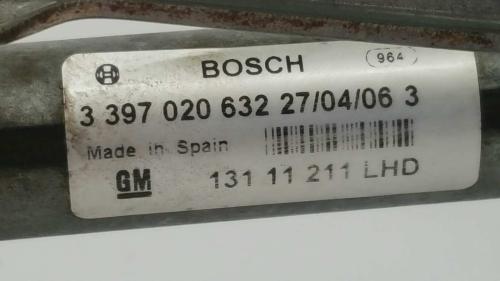 BOSCH 964
3 397 020 632 27/04/06 3
Made in Spain
GM 131 11 211 LHD